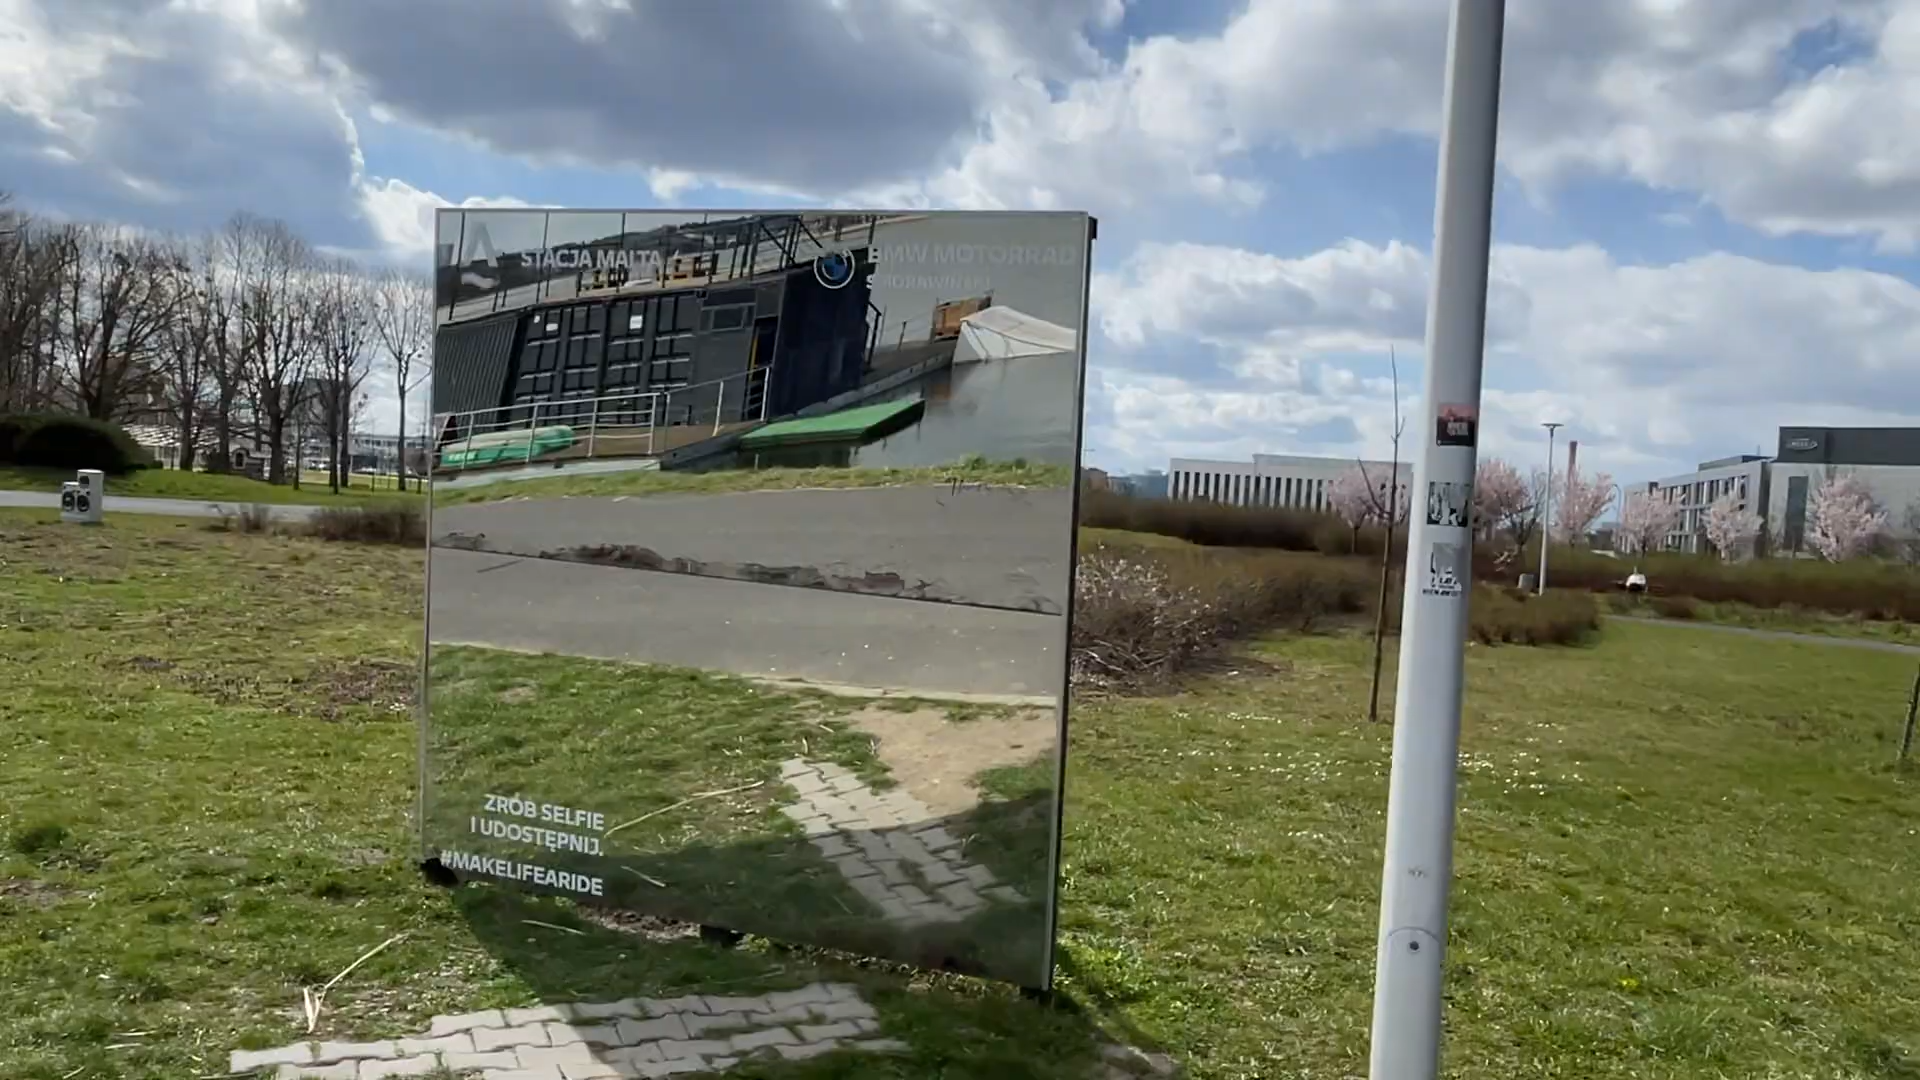 STACJA MALTA
BMW MOTORRAD
ZRÓB SELFIE
I UDOSTĘPNIJ.
#MAKELIFEARIDE